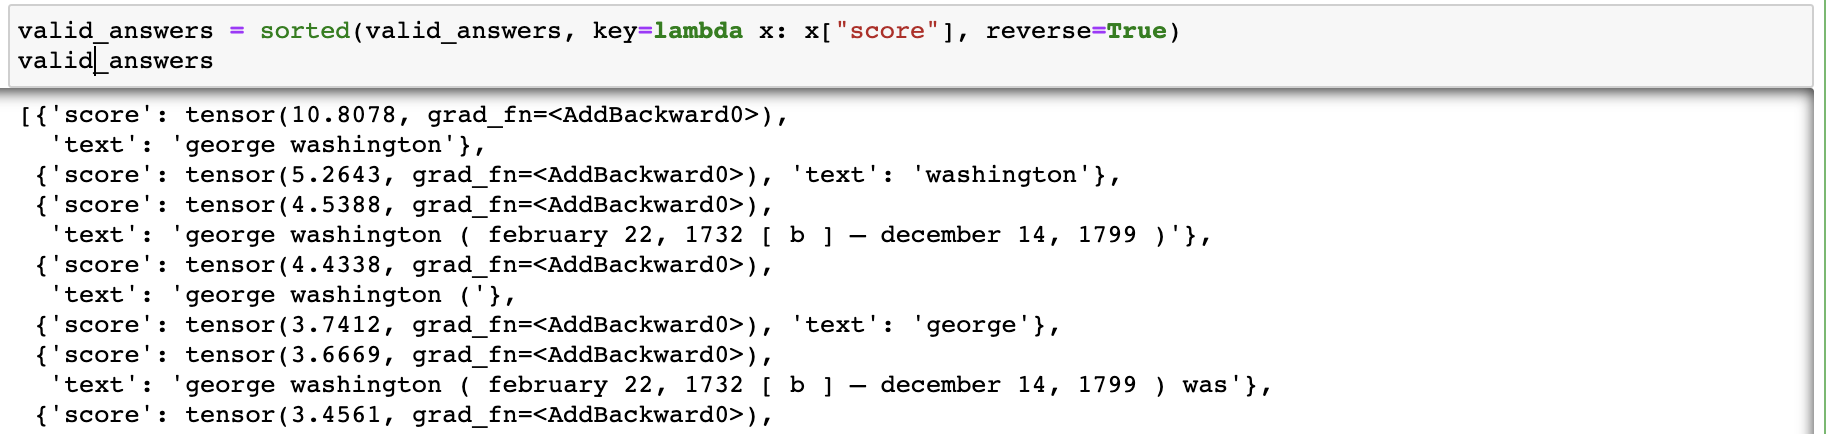 valid_answers = sorted(valid_answers, key=lambda x: x["score"], reverse=True)
valid_answers
[{'score': tensor(10.8078, grad_fn=<AddBackward0>),
'text': 'george washington'},
{'score': tensor(5.2643, grad_fn=<AddBackward0>), 'text': 'washington'},
{'score': tensor(4.5388, grad_fn=<AddBackward0>),
'text': 'george washington ( february 22, 1732 [ b ] – december 14, 1799 )'},
{'score': tensor(4.4338, grad_fn=<AddBackward0>),
'text': 'george washington ('},
{'score': tensor(3.7412, grad_fn=<AddBackward0>), 'text': 'george'},
{'score': tensor(3.6669, grad_fn=<AddBackward0>),
'text': 'george washington ( february 22, 1732 [ b ] – december 14, 1799 ) was'},
{'score': tensor(3.4561, grad_fn=<AddBackward0>),